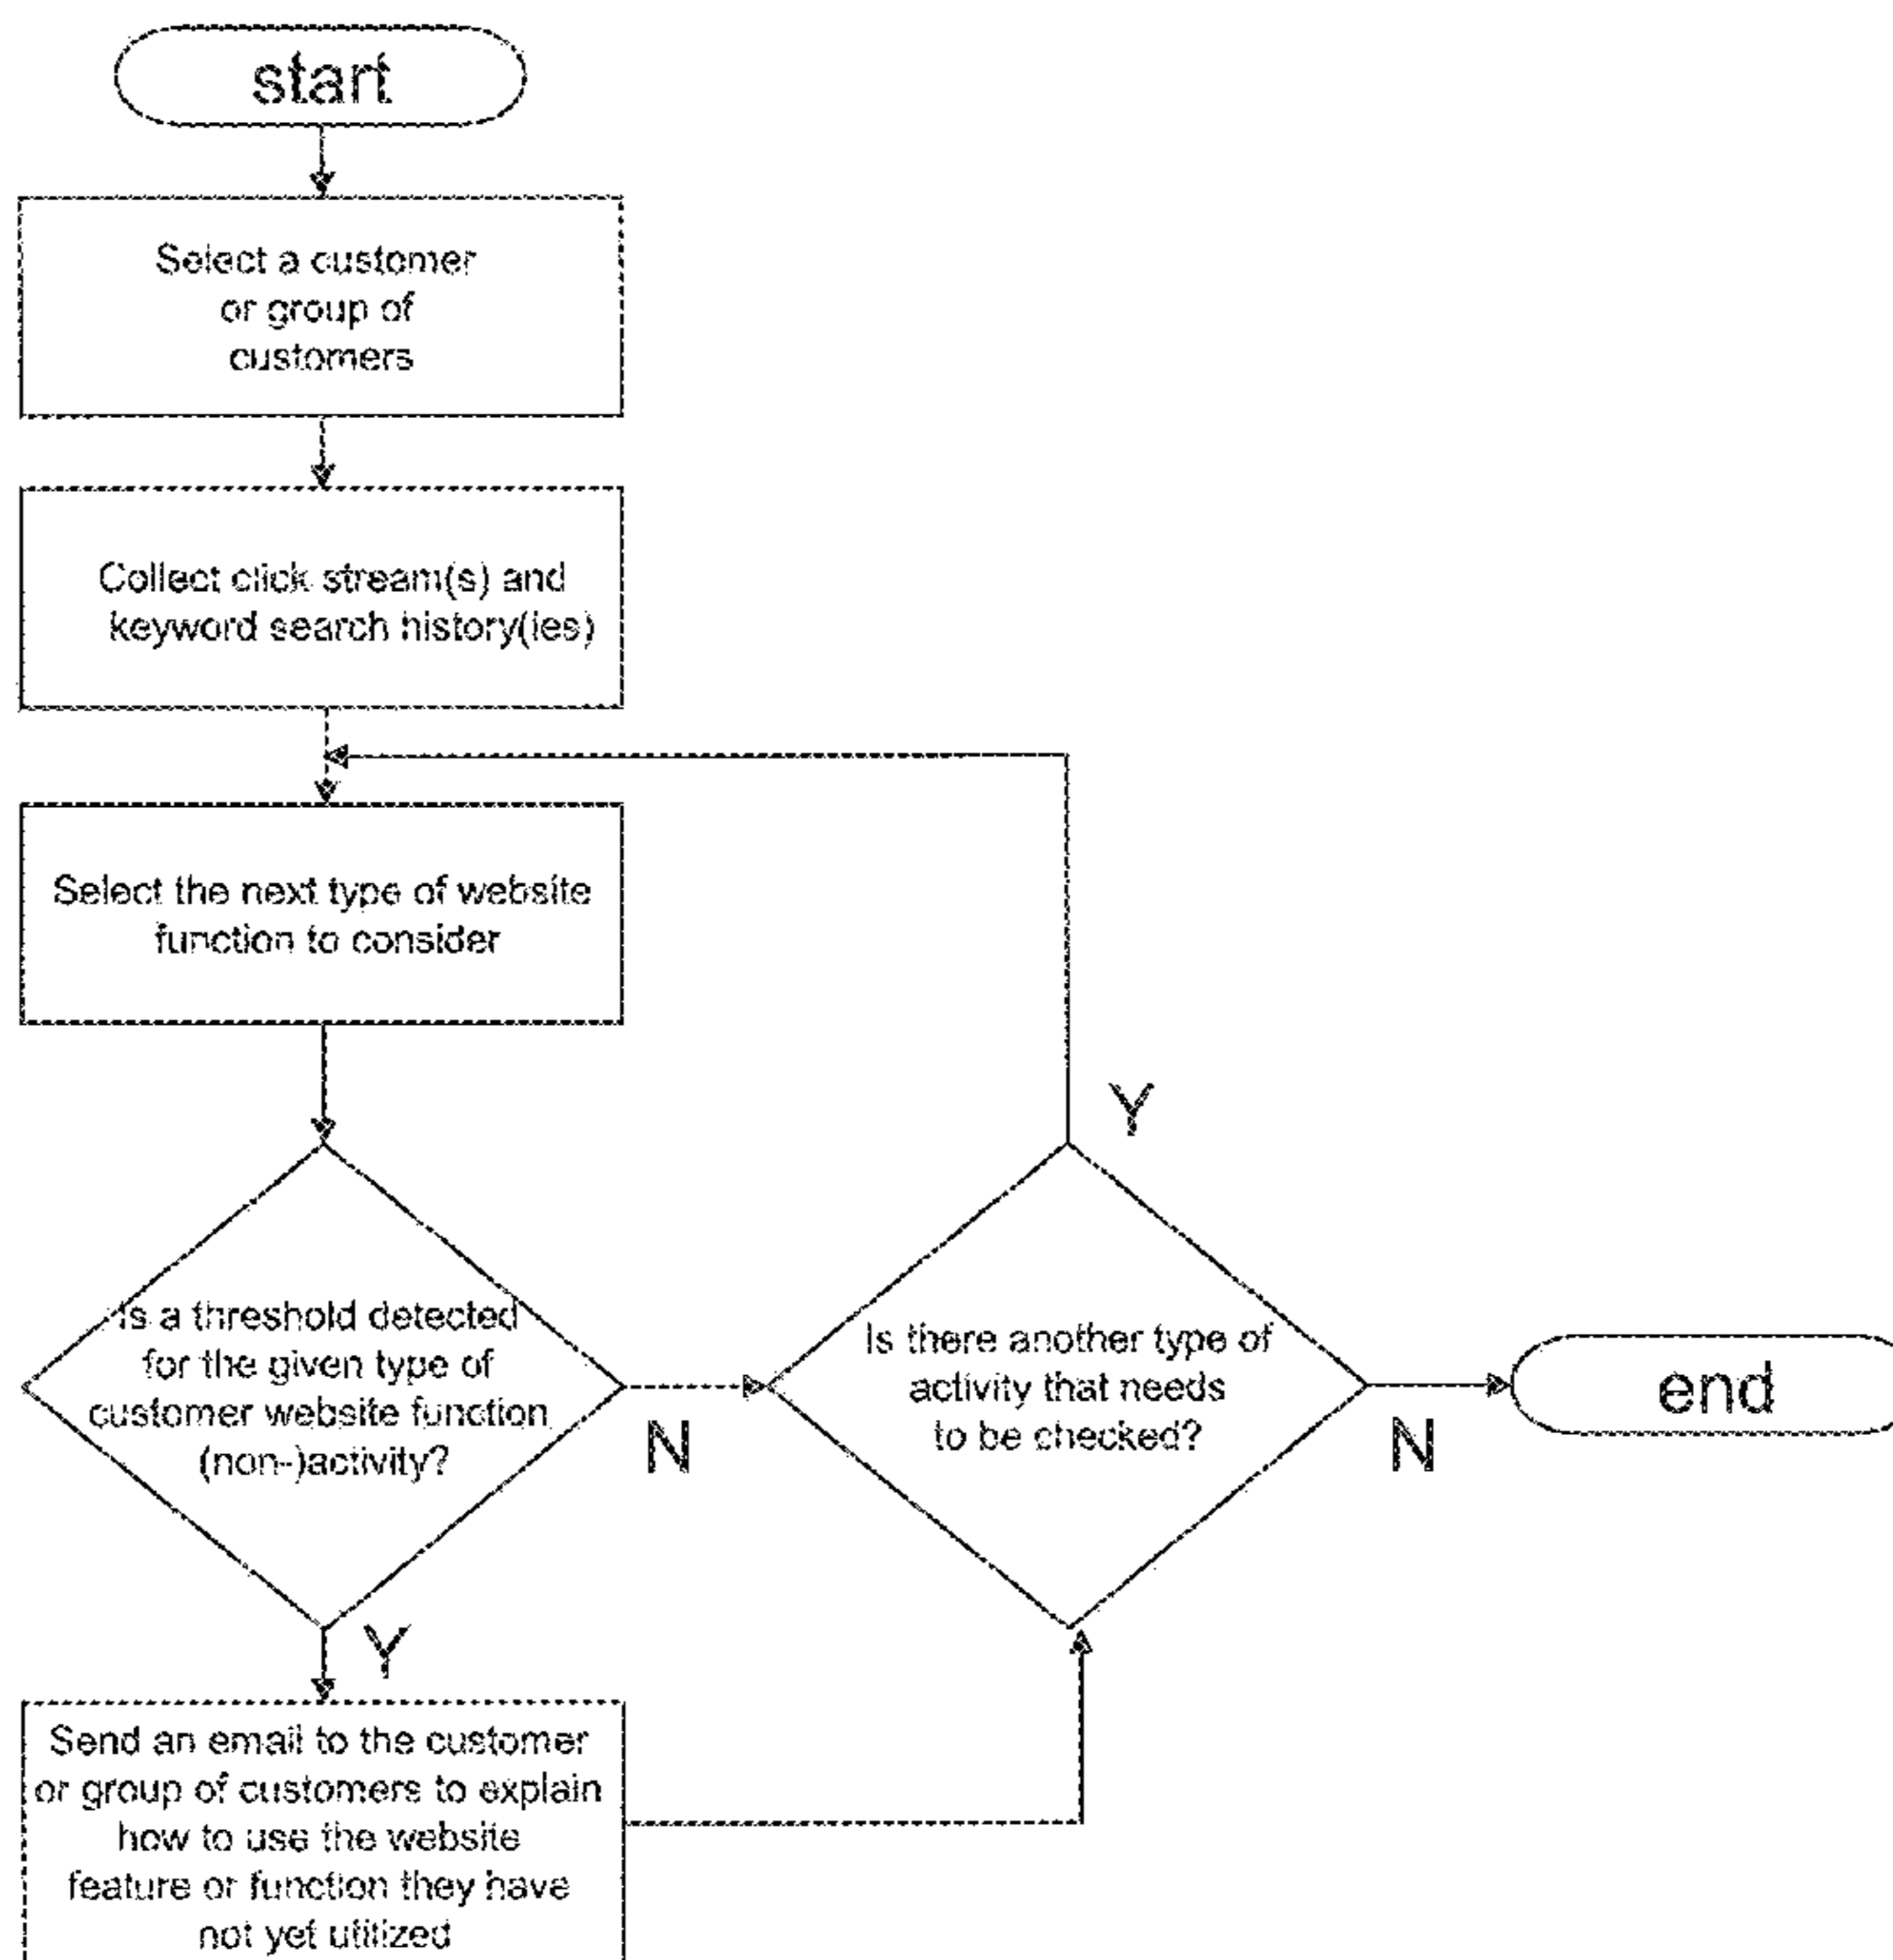 start
Select a customer
or group of
customers
Collect click stream(s) and
keyword search history(ies)
Select the next type of website
function to consider
Y
Is a threshold detected
for the given type of
customer website function
(non-)activity?
N
Is there another type of
activity that needs
to be checked?
N
end
Y
Send an email to the customer
or group of customers to explain
how to use the website
feature or function they have
not yet utilized